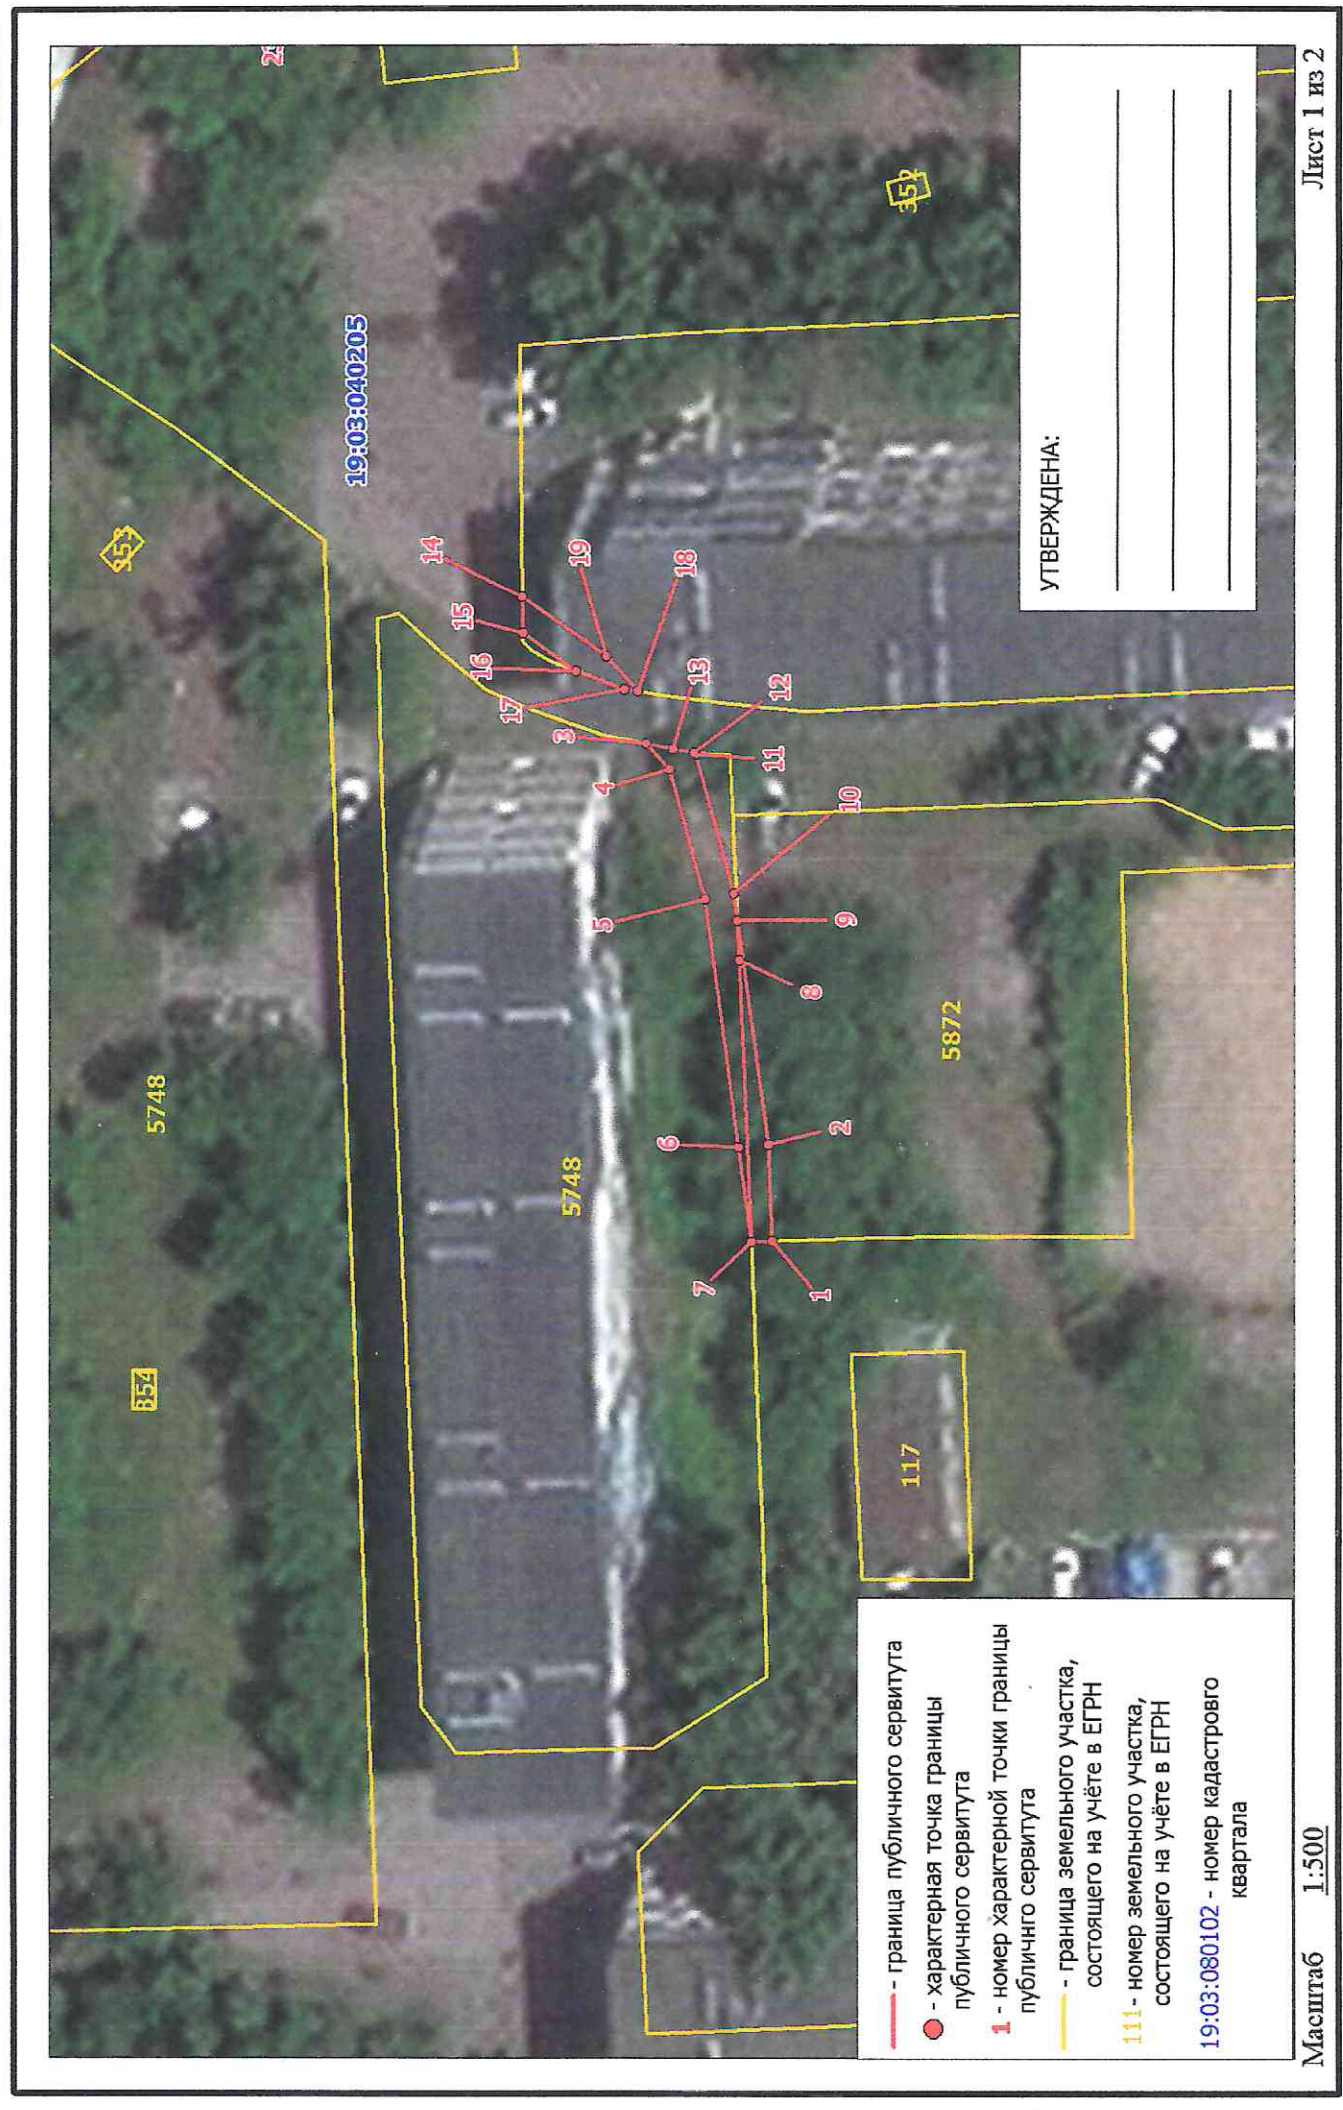 353
19:03:040205
5748
354
5748
14
15
16
19
17
18
3
13
12
4
11
10
5
9
8
6
2
7
1
5872
117
352
УТВЕРЖДЕНА:
- граница публичного сервитута
- характерная точка границы
публичного сервитута
1 - номер характерной точки границы
публичнго сервитута
- граница земельного участка,
состоящего на учёте в ЕГРН
111 - номер земельного участка,
состоящего на учёте в ЕГРН
19:03:080102 - номер кадастровго
квартала
Масштаб 1:500
Лист 1 из 2